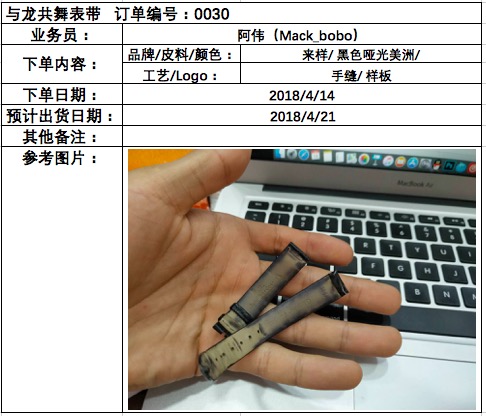 与龙共舞表带 订单编号：0030
业务员： 阿伟（Mack_bobo）
下单内容： 品牌/皮料/颜色： 来样/ 黑色哑光美洲/
工艺/Logo： 手缝/ 样板
下单日期： 2018/4/14
预计出货日期： 2018/4/21
其他备注：
参考图片：
MacBook Air